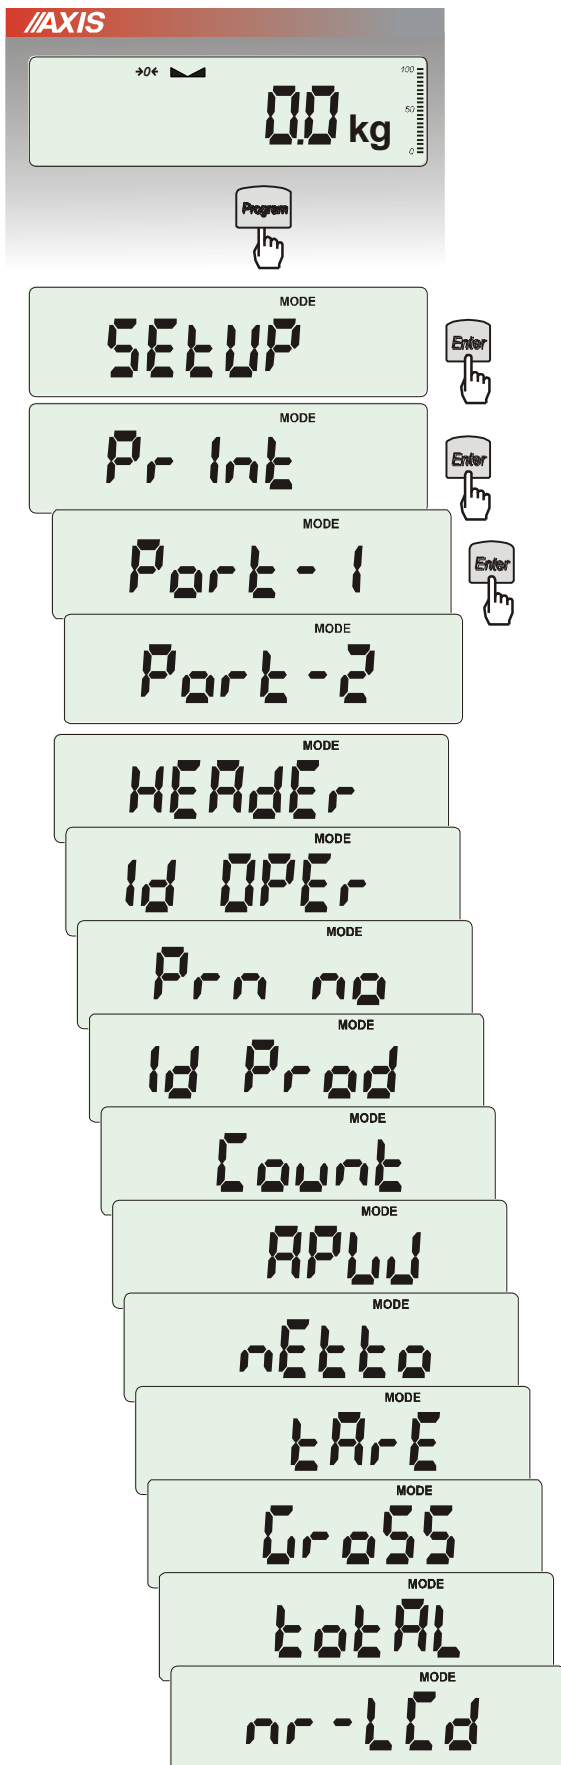 //AXIS
→0←
100
0.0 kg
50
0
Program
MODE
SEtUP
Enter
MODE
Pr Int
Enter
MODE
Port-1
Enter
MODE
Port-2
MODE
HEAdEr
MODE
Id OPEr
MODE
Prn no
MODE
Id Prod
MODE
Count
MODE
APW
MODE
nEtto
MODE
tArE
MODE
GroSS
MODE
totAL
MODE
nr-LCd